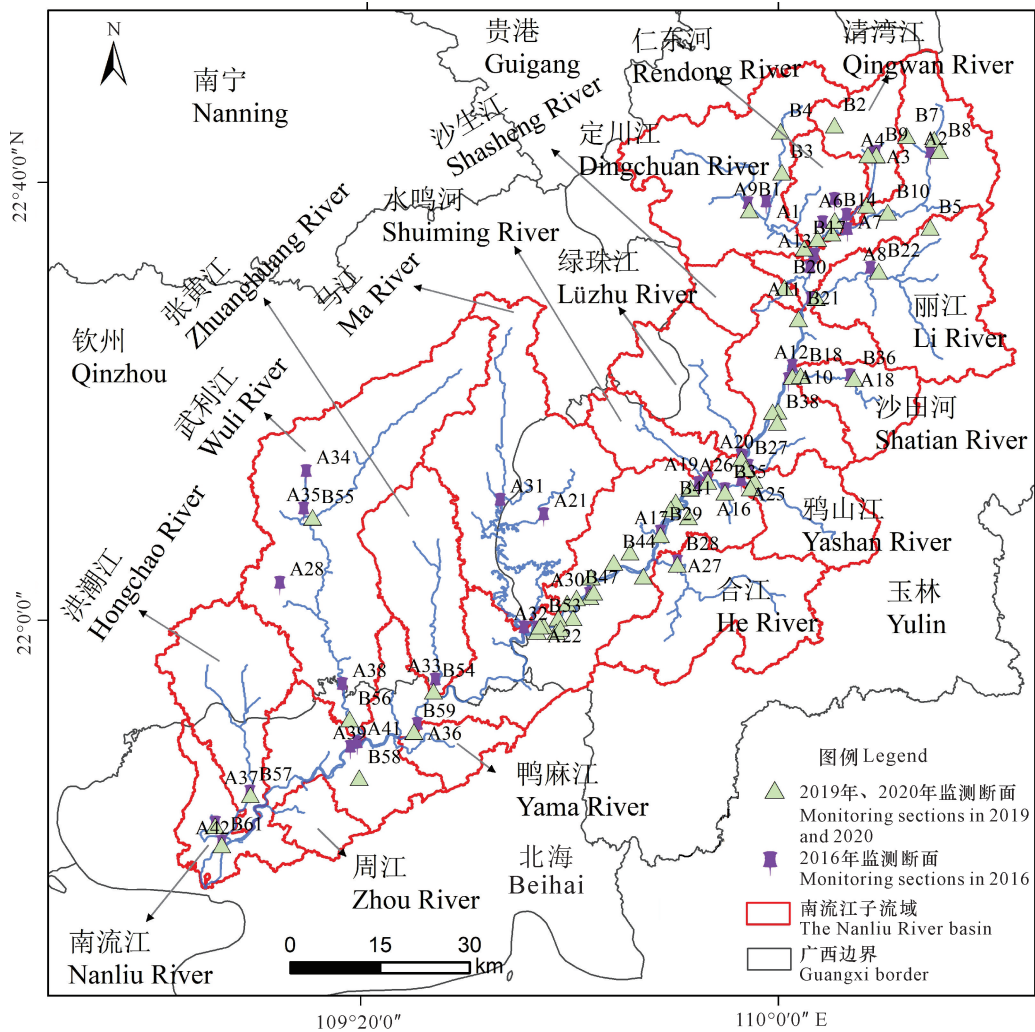 N
南宁
Nanning
贵港
Guigang
仁东河
Rendong River
清湾江
Qingwan River
沙生江
Shasheng River
定川江
Dingchuan River
水鸣河
Shuiming River
绿珠江
Lüzhu River
张黄江
Zhuanghuang River
马江
Ma River
钦州
Qinzhou
武利江
Wuli River
洪潮江
Hongchao River
丽江
Li River
沙田河
Shatian River
鸦山江
Yashan River
合江
He River
玉林
Yulin
鸭麻江
Yama River
周江
Zhou River
北海
Beihai
南流江
Nanliu River
B4
B2
B7
B9
A4
A2
B8
A3
B3
A9
B1
A1
A6
B14
B10
A7
B5
B17
A13
B20
A8
B22
A11
B21
A12
B18
A10
B36
A18
B38
A20
B27
A19
A26
B35
B41
A16
A25
A17
B29
B28
A27
B44
A30
B47
B53
A32
A22
A31
A21
A34
A35
B55
A28
A38
B56
A33
B54
B59
A36
A39
A41
B58
A37
B57
A42
B61
图例 Legend
2019年、2020年监测断面
Monitoring sections in 2019
and 2020
2016年监测断面
Monitoring sections in 2016
南流江子流域
The Nanliu River basin
广西边界
Guangxi border
0 15 30
km
22°40′0″ N
22°0′0″
109°20′0″
110°0′0″ E